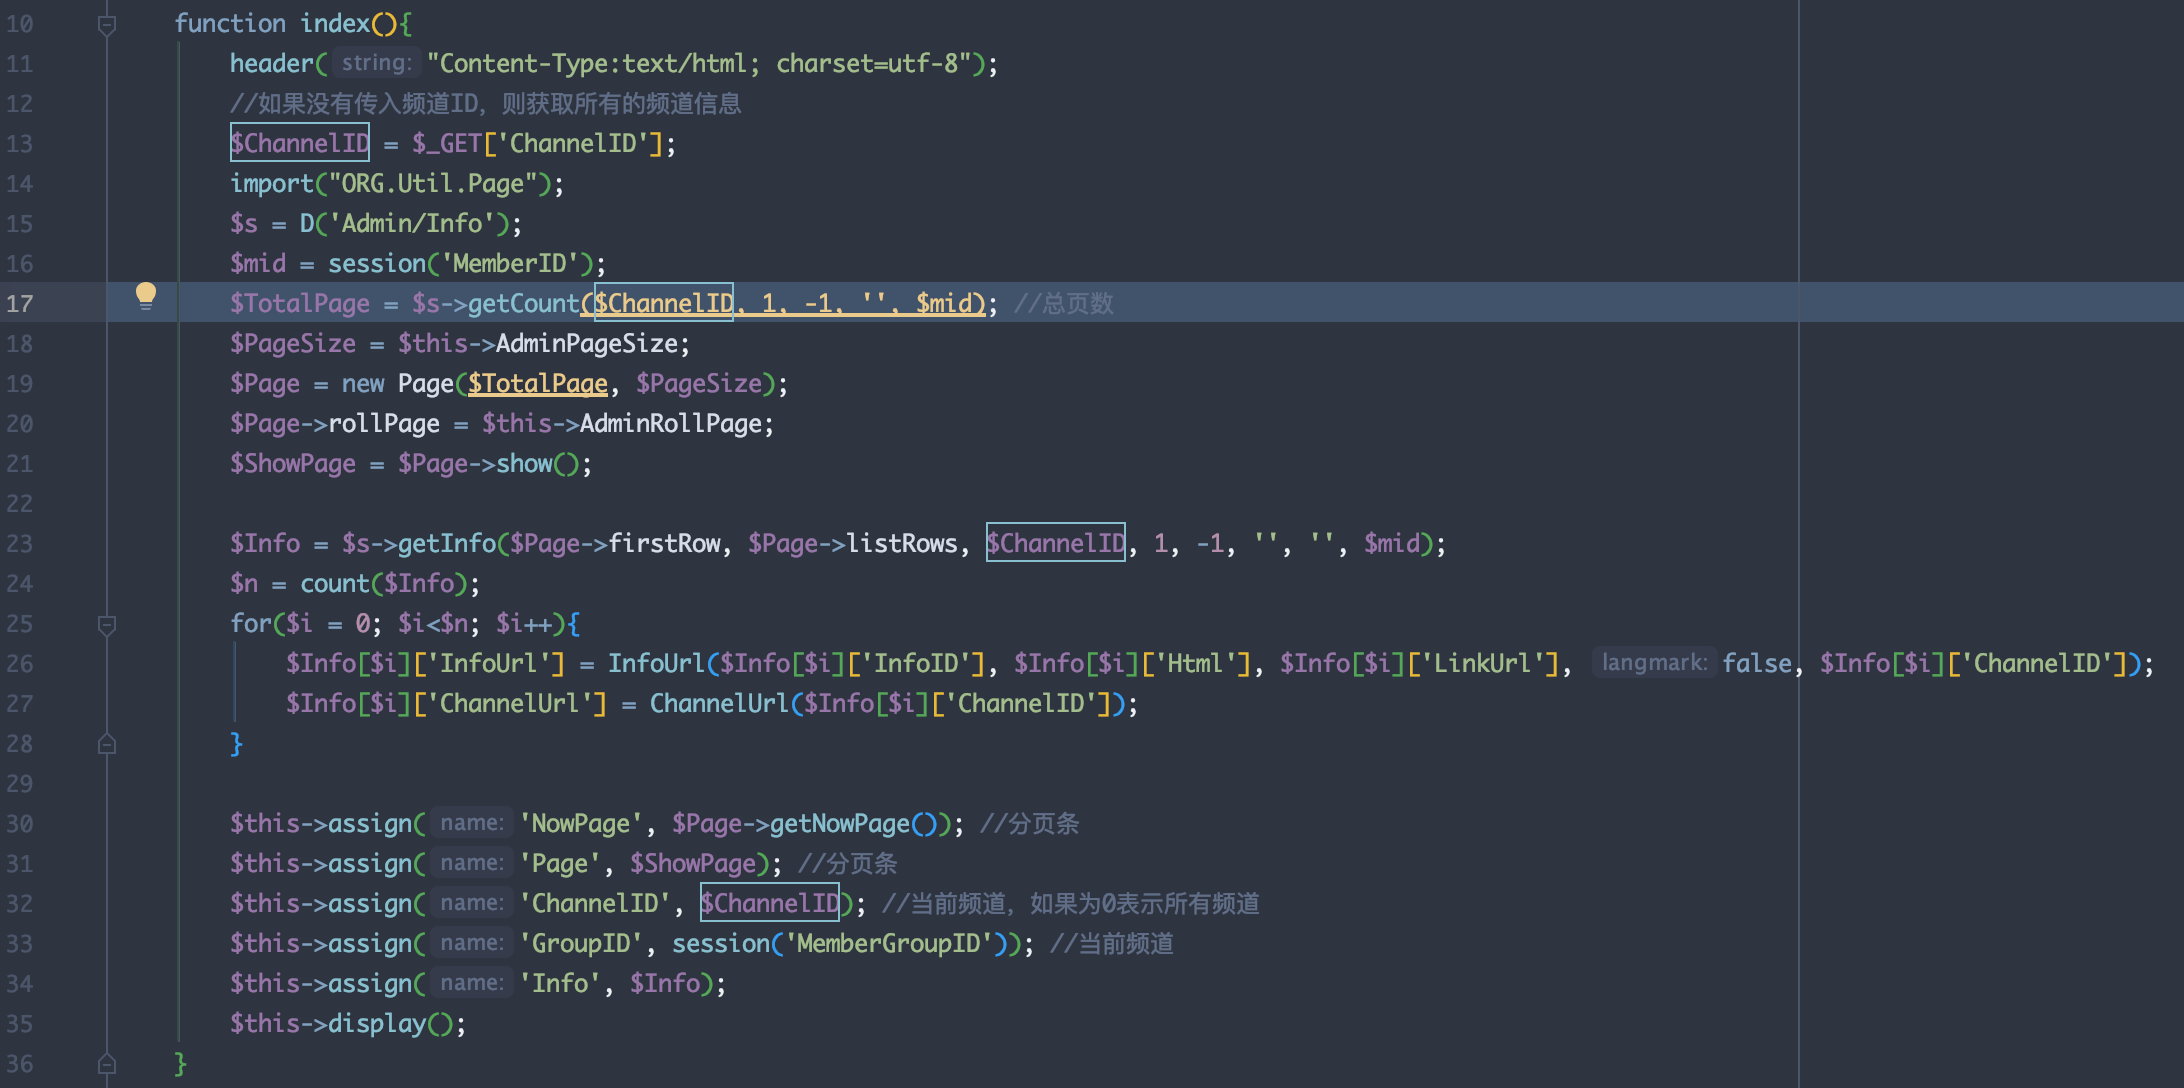 10 function index(){
11 header( string: "Content-Type:text/html; charset=utf-8");
12 //如果没有传入频道ID，则获取所有的频道信息
13 $ChannelID = $_GET['ChannelID'];
14 import("ORG.Util.Page");
15 $s = D('Admin/Info');
16 $mid = session('MemberID');
17 $TotalPage = $s->getCount($ChannelID, 1, -1, '', $mid); //总页数
18 $PageSize = $this->AdminPageSize;
19 $Page = new Page($TotalPage, $PageSize);
20 $Page->rollPage = $this->AdminRollPage;
21 $ShowPage = $Page->show();
22
23 $Info = $s->getInfo($Page->firstRow, $Page->listRows, $ChannelID, 1, -1, '', '', $mid);
24 $n = count($Info);
25 for($i = 0; $i<$n; $i++){
26 $Info[$i]['InfoUrl'] = InfoUrl($Info[$i]['InfoID'], $Info[$i]['Html'], $Info[$i]['LinkUrl'], langmark: false, $Info[$i]['ChannelID']);
27 $Info[$i]['ChannelUrl'] = ChannelUrl($Info[$i]['ChannelID']);
28 }
29
30 $this->assign( name: 'NowPage', $Page->getNowPage()); //分页条
31 $this->assign( name: 'Page', $ShowPage); //分页条
32 $this->assign( name: 'ChannelID', $ChannelID); //当前频道，如果为0表示所有频道
33 $this->assign( name: 'GroupID', session('MemberGroupID')); //当前频道
34 $this->assign( name: 'Info', $Info);
35 $this->display();
36 }